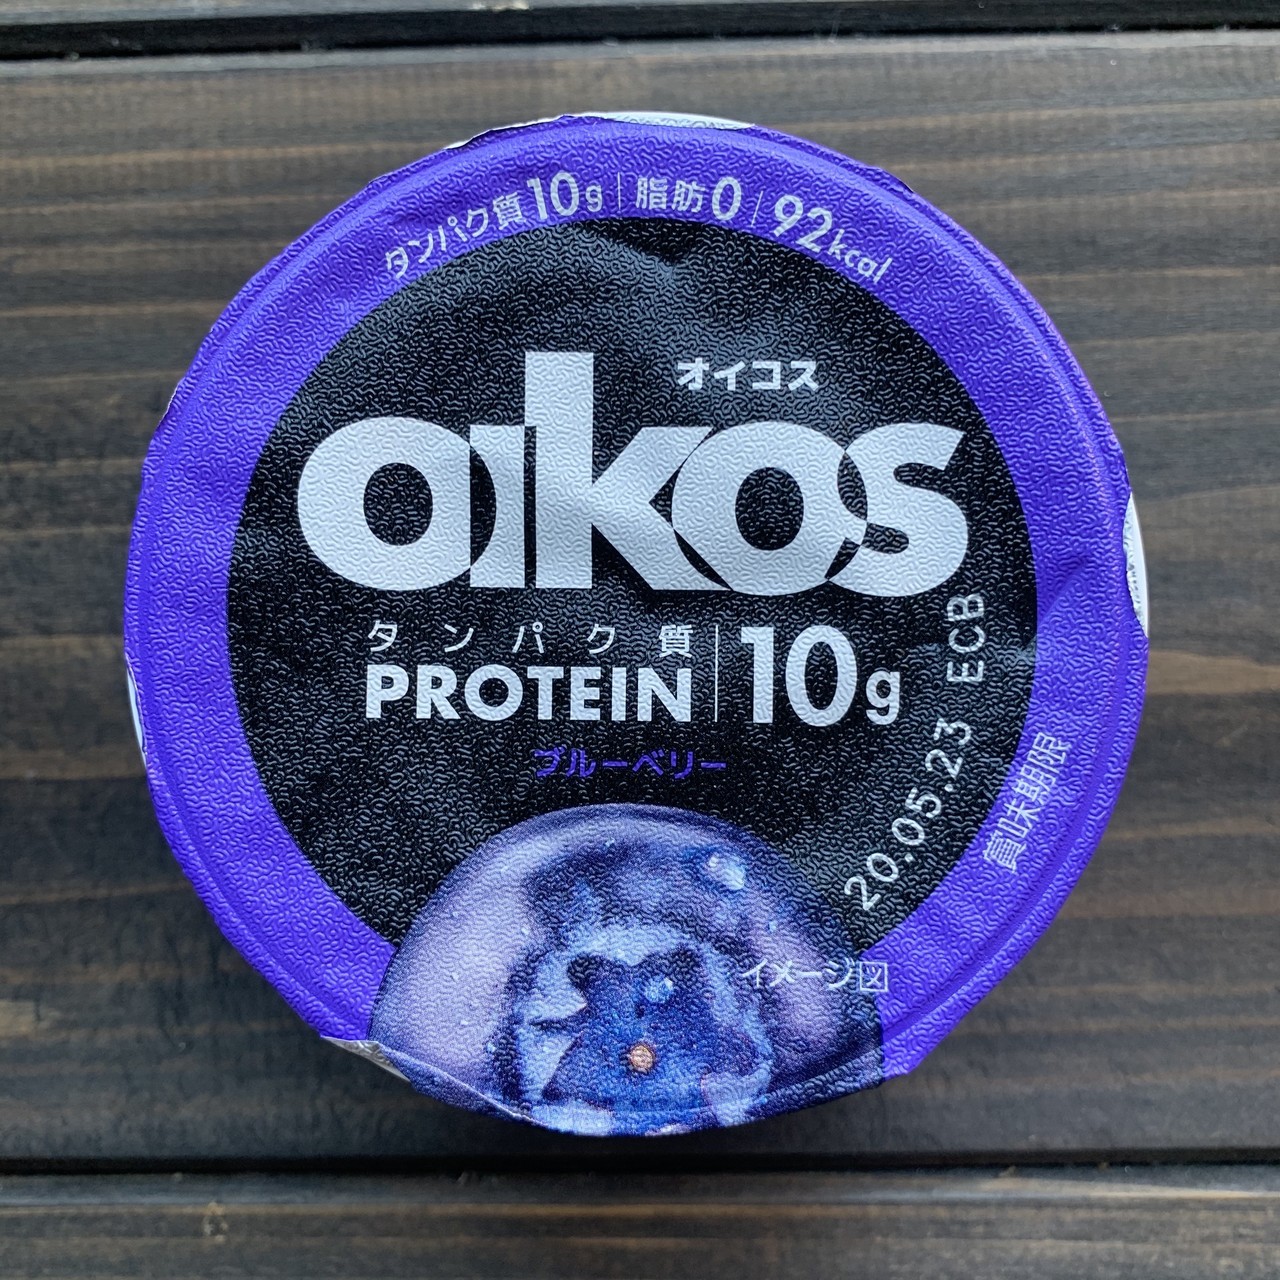 タンパク質10g | 脂肪0 | 92kcal
オイコス
oikos
タンパク質
PROTEIN | 10g
ブルーベリー
20.05.23 ECB
賞味期限
イメージ図